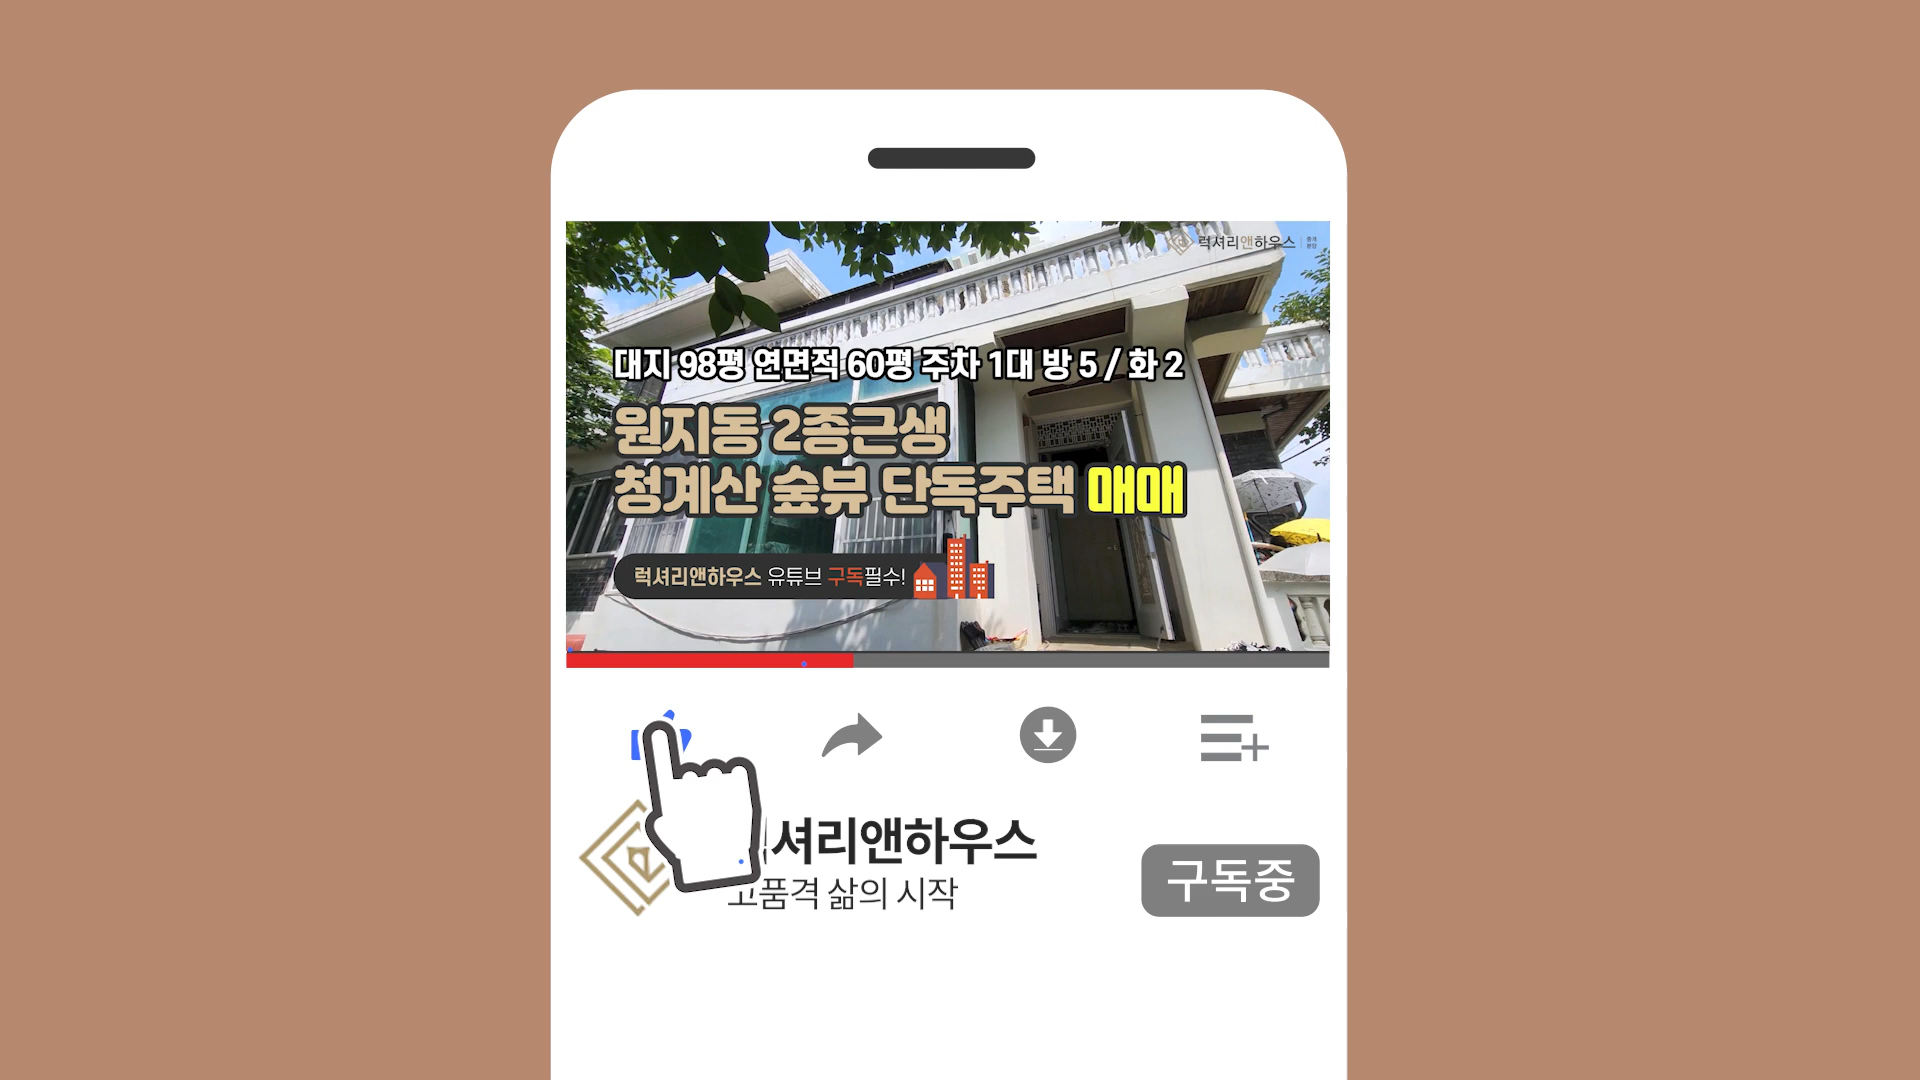 럭셔리앤하우스
대지 98평 연면적 60평 주차 1대 방 5 / 화 2
원지동 2종근생
청계산 숲뷰 단독주택 매매
럭셔리앤하우스 유튜브 구독필수!
셔리앤하우스
고품격 삶의 시작
구독중